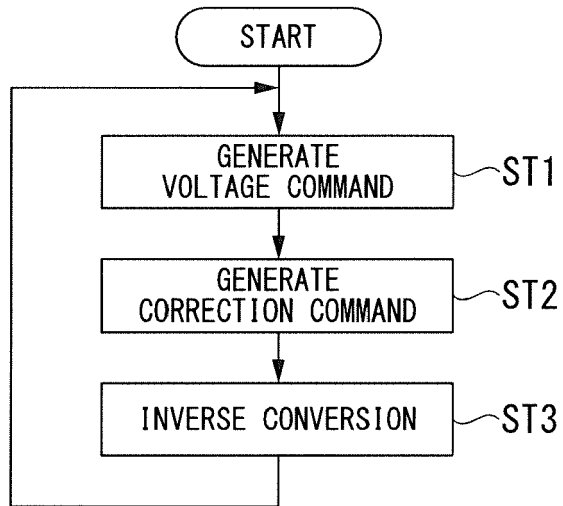 START
GENERATE
VOLTAGE COMMAND
ST1
GENERATE
CORRECTION COMMAND
ST2
INVERSE CONVERSION
ST3